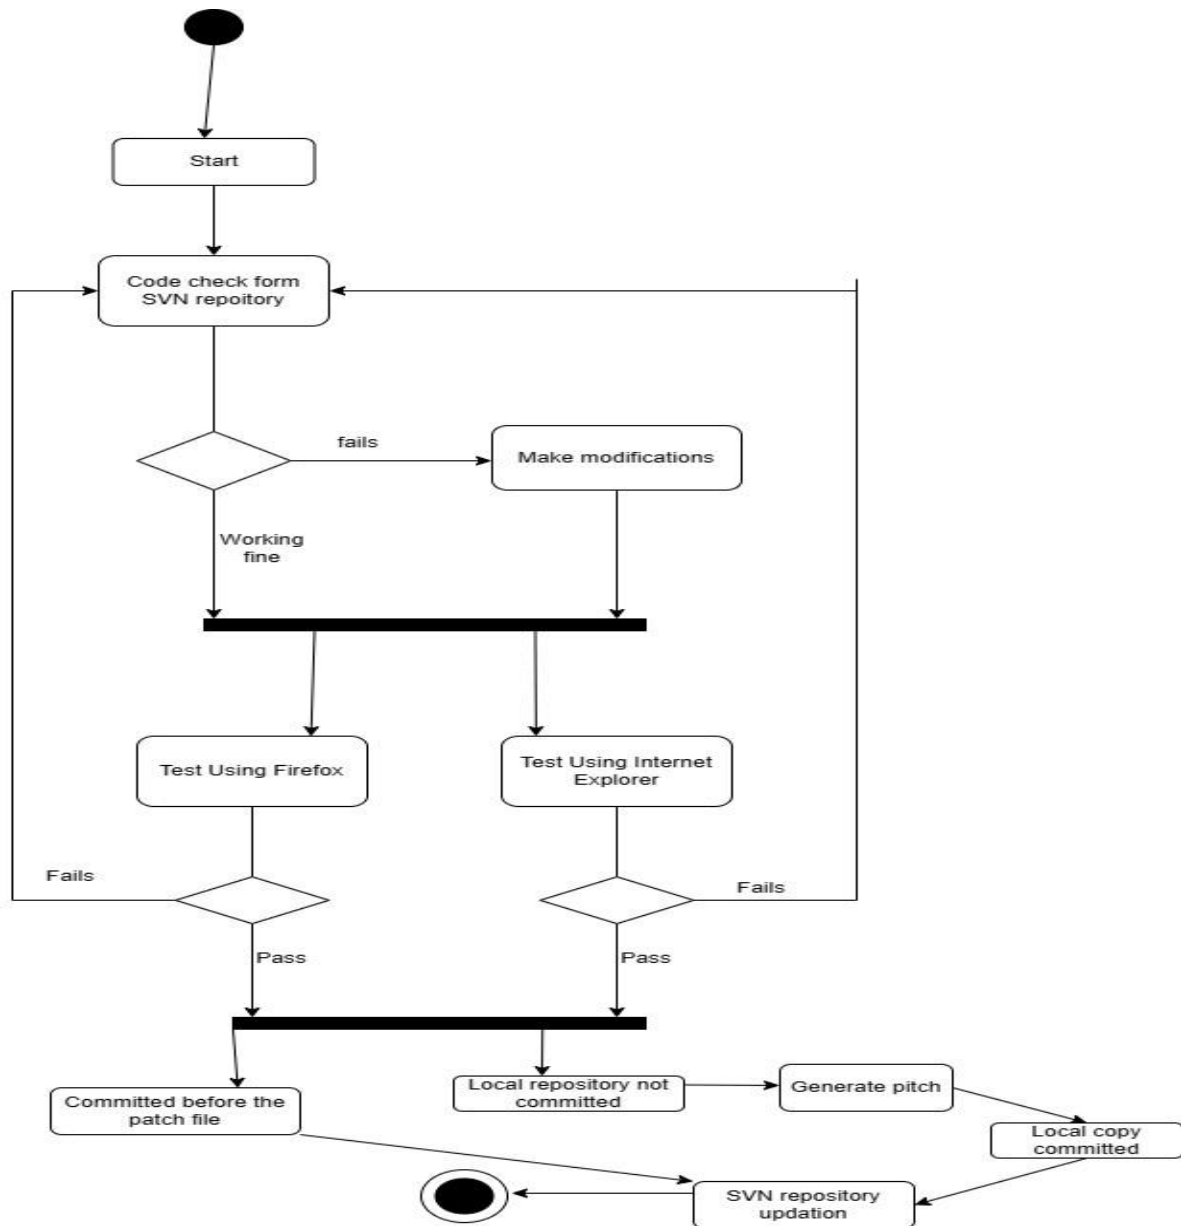 Start
Code check form
SVN repoitory
fails
Make modifications
Working
fine
Test Using Firefox
Test Using Internet
Explorer
Fails
Fails
Pass
Pass
Local repository not
committed
Generate pitch
Committed before the
patch file
Local copy
committed
SVN repository
updation